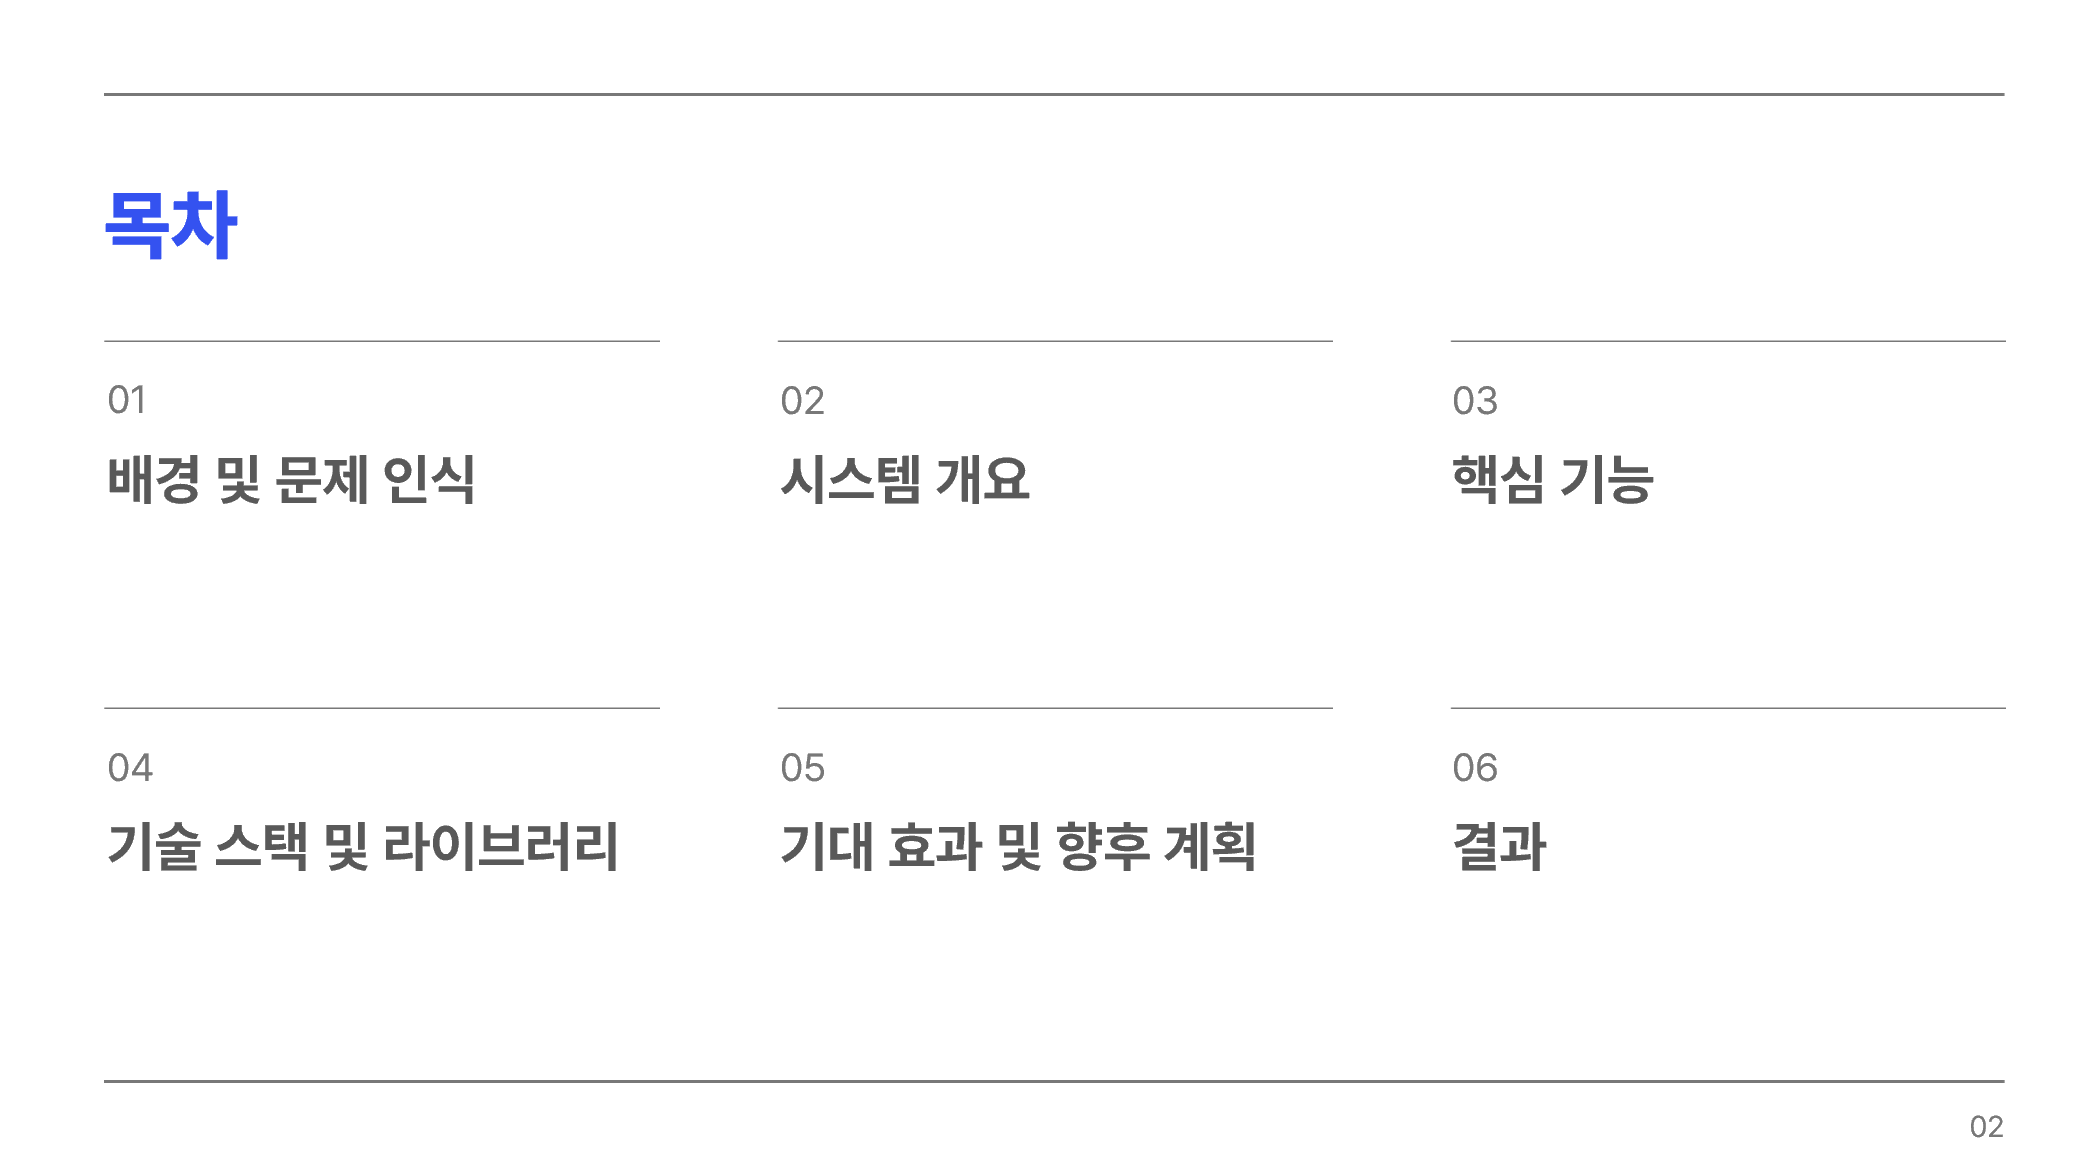 목차
01
배경 및 문제 인식
02
시스템 개요
03
핵심 기능
04
기술 스택 및 라이브러리
05
기대 효과 및 향후 계획
06
결과
02